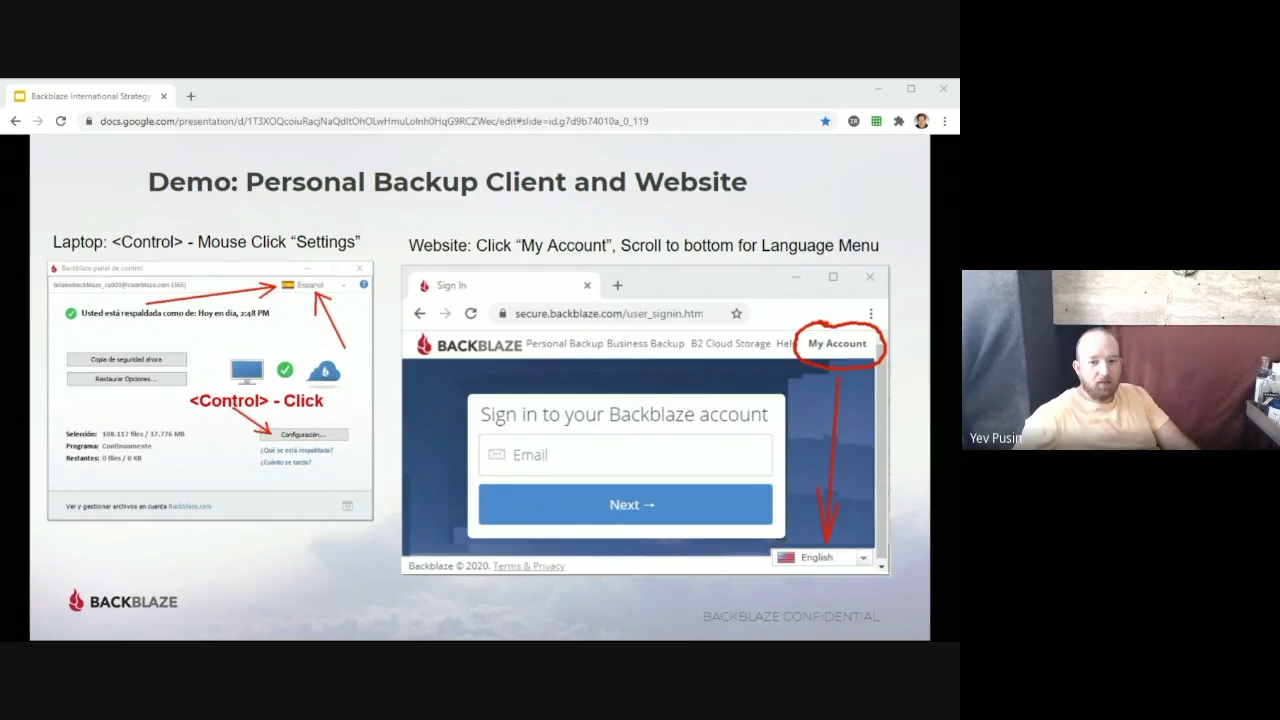 Backblaze International Strategy
docs.google.com/presentation/d/1T3XOQcoiuRacjNaQdItOhOLwHmuLoInh0HqG9RCZWec/edit#slide=id.g7d9b74010a_0_119
Demo: Personal Backup Client and Website
Laptop: <Control> - Mouse Click “Settings”
Backblaze panel de control
Espanol
Usted está respaldada como de: Hoy en día, 2:48 PM
Copia de seguridad ahora
Restaurar Opciones...
<Control> - Click
Configuración...
Selección: 108.117 files / 37.776 MB
Programa: Continuamente
Restantes: 0 files / 0 KB
¿Qué se está respaldada?
¿Cuánto se tarda?
Ver y gestionar archivos en cuenta Backblaze.com
Website: Click “My Account”, Scroll to bottom for Language Menu
Sign In
secure.backblaze.com/user_signin.htm
BACKBLAZE Personal Backup Business Backup B2 Cloud Storage Help My Account
Sign in to your Backblaze account
Email
Next →
English
Backblaze © 2020. Terms & Privacy
BACKBLAZE
BACKBLAZE CONFIDENTIAL
Yev Pusin